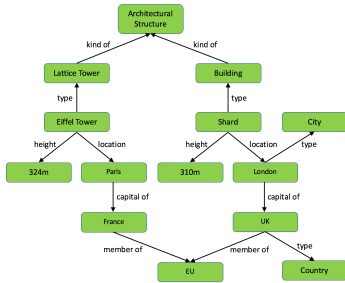 Architectural
Structure
kind of
kind of
Lattice Tower
Building
type
type
Eiffel Tower
Shard
City
height
location
height
location
type
324m
Paris
310m
London
capital of
capital of
France
UK
member of
member of
type
EU
Country